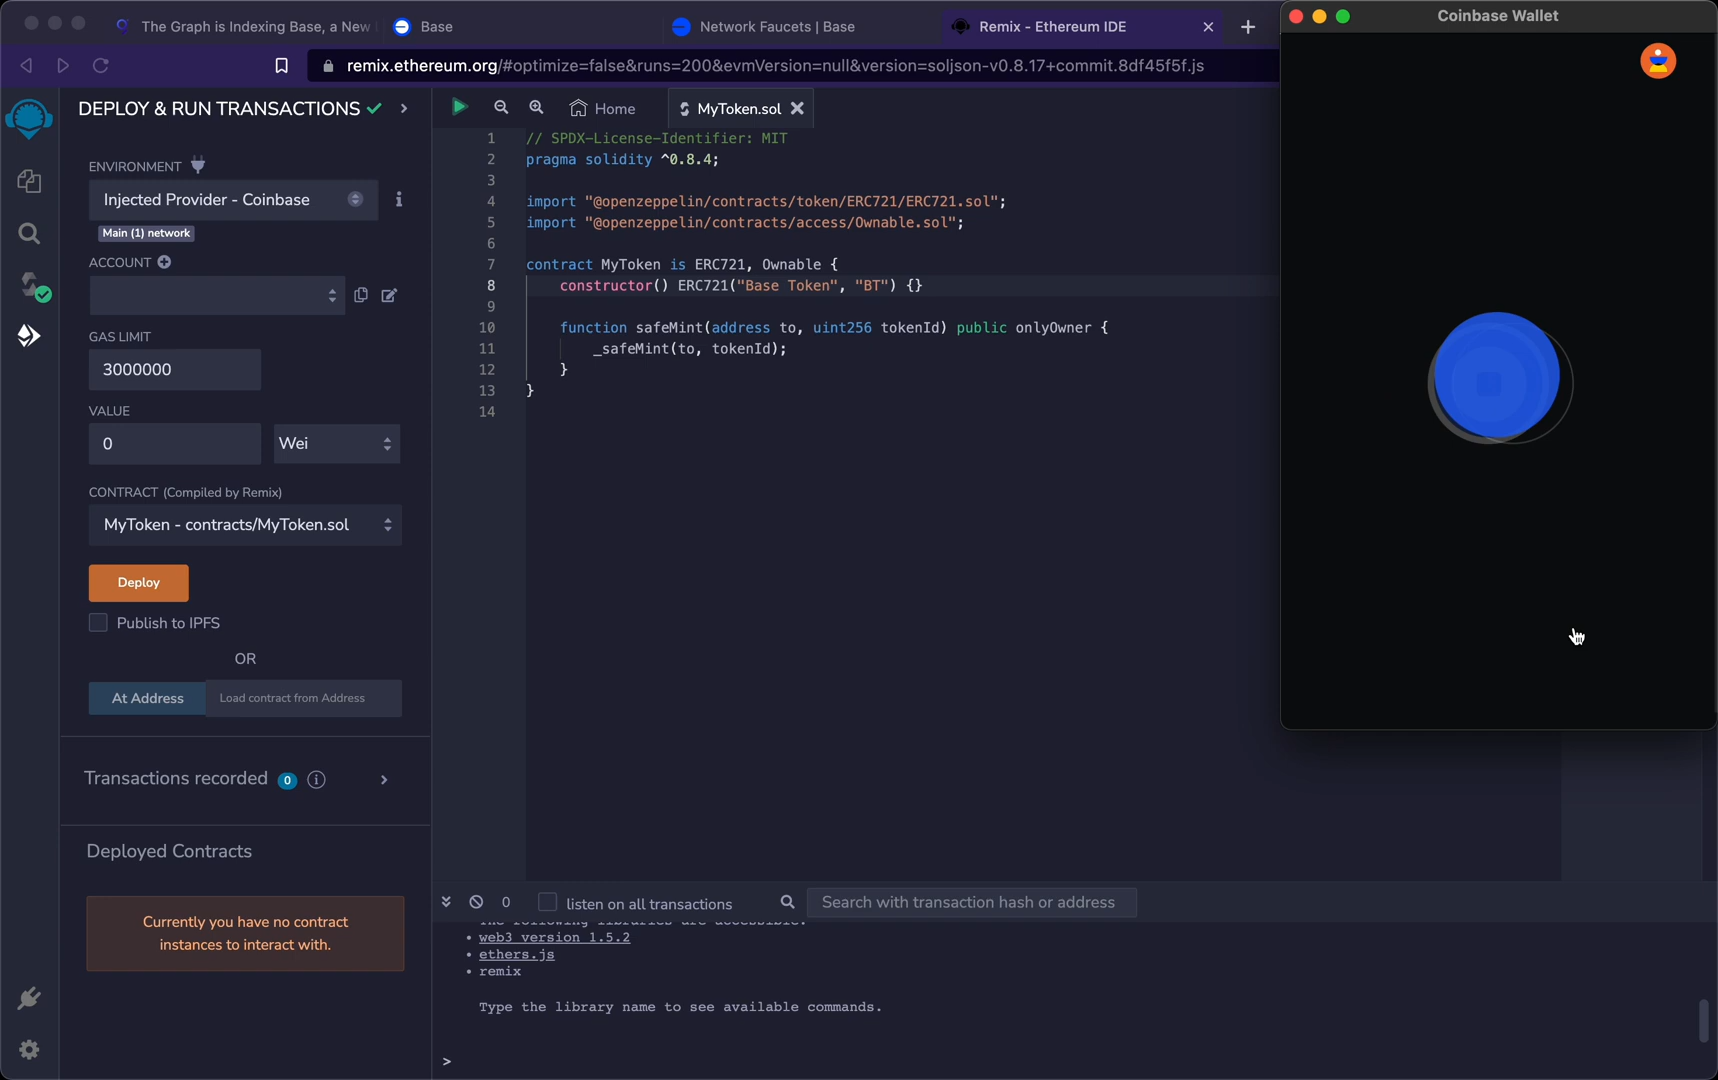 The Graph is Indexing Base, a New
Base
Network Faucets | Base
Remix - Ethereum IDE
remix.ethereum.org/#optimize=false&runs=200&evmVersion=null&version=soljson-v0.8.17+commit.8df45f5f.js
Coinbase Wallet
DEPLOY & RUN TRANSACTIONS
ENVIRONMENT
Injected Provider - Coinbase
Main (1) network
ACCOUNT
GAS LIMIT
3000000
VALUE
0
Wei
CONTRACT (Compiled by Remix)
MyToken - contracts/MyToken.sol
Deploy
Publish to IPFS
OR
At Address
Load contract from Address
Transactions recorded 0
Deployed Contracts
Currently you have no contract
instances to interact with.
Home
MyToken.sol
1 // SPDX-License-Identifier: MIT
2 pragma solidity ^0.8.4;
3
4 import "@openzeppelin/contracts/token/ERC721/ERC721.sol";
5 import "@openzeppelin/contracts/access/Ownable.sol";
6
7 contract MyToken is ERC721, Ownable {
8 constructor() ERC721("Base Token", "BT") {}
9
10 function safeMint(address to, uint256 tokenId) public onlyOwner {
11 _safeMint(to, tokenId);
12 }
13 }
14
0
listen on all transactions
Search with transaction hash or address
The following libraries are accessible:
• web3 version 1.5.2
• ethers.js
• remix
Type the library name to see available commands.
>